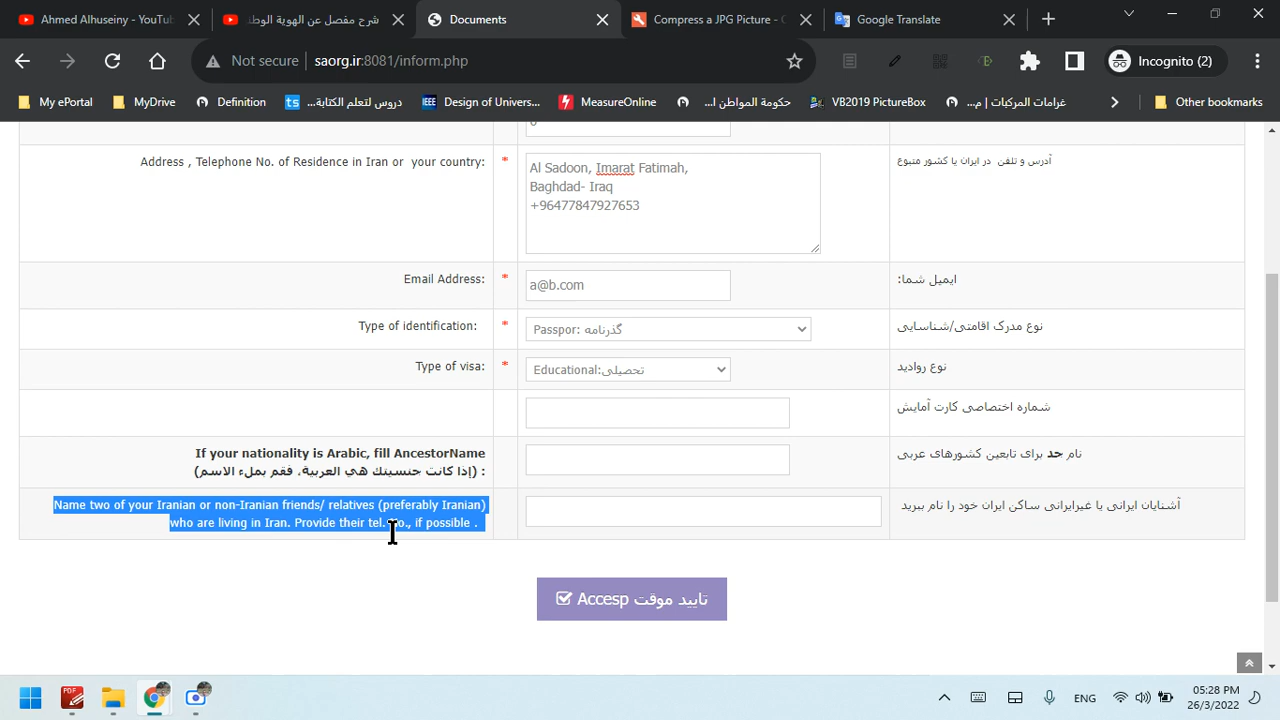 Ahmed Alhuseiny - YouTu
شرح مفصل عن الهوية الوطن
Documents
Compress a JPG Picture - C
Google Translate
Not secure
saorg.ir:8081/inform.php
Incognito (2)
My ePortal
MyDrive
Definition
دروس لتعلم الكتابة...
Design of Univers...
MeasureOnline
حكومة المواطن ا...
VB2019 PictureBox
غرامات المركبات | م...
Other bookmarks
0
Address , Telephone No. of Residence in Iran or your country:
*
Al Sadoon, Imarat Fatimah,
Baghdad- Iraq
+96477847927653
آدرس و تلفن در ایران یا کشور متبوع
Email Address:
*
a@b.com
ایمیل شما:
Type of identification:
*
Passpor: گذرنامه
نوع مدرک اقامتی/شناسایی
Type of visa:
*
Educational:تحصیلی
نوع روادید
شماره اختصاصی کارت آمایش
If your nationality is Arabic, fill AncestorName
(إذا كانت جنسيتك هي العربية، فقم بملء الاسم) :
نام جد برای تابعین کشورهای عربی
Name two of your Iranian or non-Iranian friends/ relatives (preferably Iranian)
who are living in Iran. Provide their tel. No., if possible .
آشنایان ایرانی یا غیرایرانی ساکن ایران خود را نام ببرید
تایید موقت Accesp
PDF
ENG
05:28 PM
26/3/2022